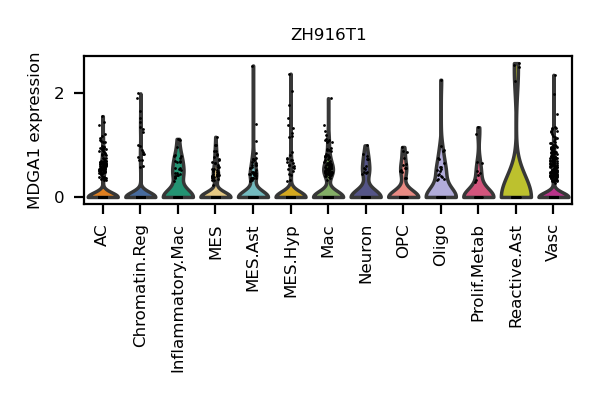 ZH916T1
MDGA1 expression
2
0
AC
Chromatin.Reg
Inflammatory.Mac
MES
MES.Ast
MES.Hyp
Mac
Neuron
OPC
Oligo
Prolif.Metab
Reactive.Ast
Vasc